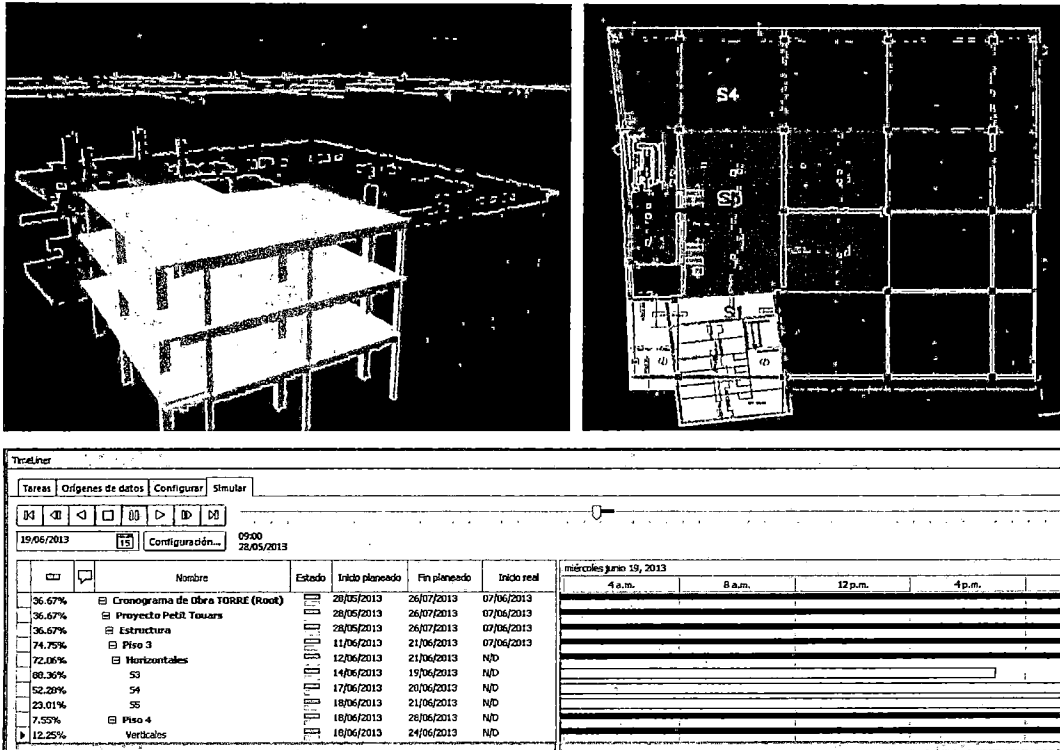 S4
S1
TimeLiner
Tareas Orígenes de datos Configurar Simular
19/06/2013 15 Configuración... 09:00 28/05/2013
Nombre Estado Inicio planeado Fin planeado Inicio real miércoles junio 19, 2013
4 a.m. 8 a.m. 12 p.m. 4 p.m.
36.67% Cronograma de Obra TORRE (Root) 28/05/2013 26/07/2013 07/06/2013
36.67% Proyecto Petit Touars 28/05/2013 26/07/2013 07/06/2013
36.67% Estructura 28/05/2013 26/07/2013 07/06/2013
74.75% Piso 3 11/06/2013 21/06/2013 07/06/2013
72.06% Horizontales 12/06/2013 21/06/2013 N/D
88.36% S3 14/06/2013 19/06/2013 N/D
52.28% S4 17/06/2013 20/06/2013 N/D
23.01% S5 18/06/2013 21/06/2013 N/D
7.55% Piso 4 18/06/2013 28/06/2013 N/D
12.25% Verticales 18/06/2013 24/06/2013 N/D